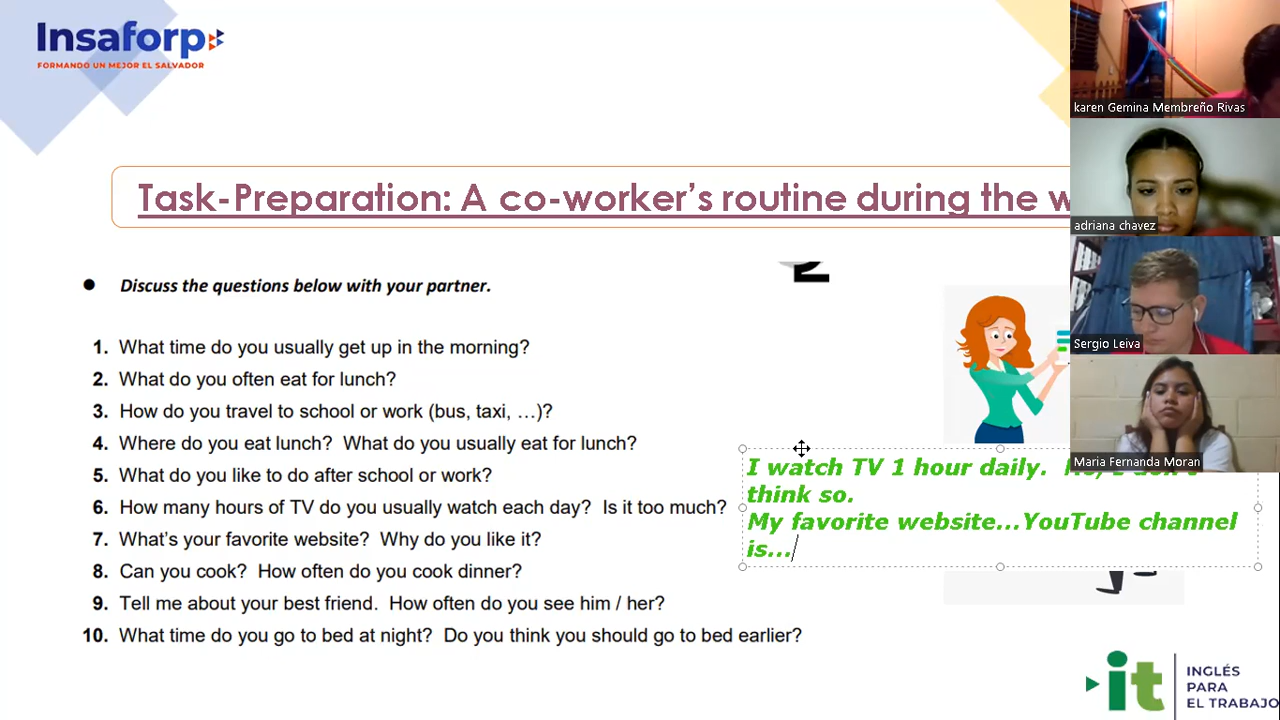 Insaforp
FORMANDO UN MEJOR EL SALVADOR
Task-Preparation: A co-worker's routine during the
Discuss the questions below with your partner.
1. What time do you usually get up in the morning?
2. What do you often eat for lunch?
3. How do you travel to school or work (bus, taxi, …)?
4. Where do you eat lunch? What do you usually eat for lunch?
5. What do you like to do after school or work?
6. How many hours of TV do you usually watch each day? Is it too much?
7. What's your favorite website? Why do you like it?
8. Can you cook? How often do you cook dinner?
9. Tell me about your best friend. How often do you see him / her?
10. What time do you go to bed at night? Do you think you should go to bed earlier?
I watch TV 1 hour daily.
think so.
My favorite website...YouTube channel
is...
karen Gemina Membreño Rivas
adriana chavez
Sergio Leiva
Maria Fernanda Moran
it
INGLÉS
PARA
EL TRABAJO